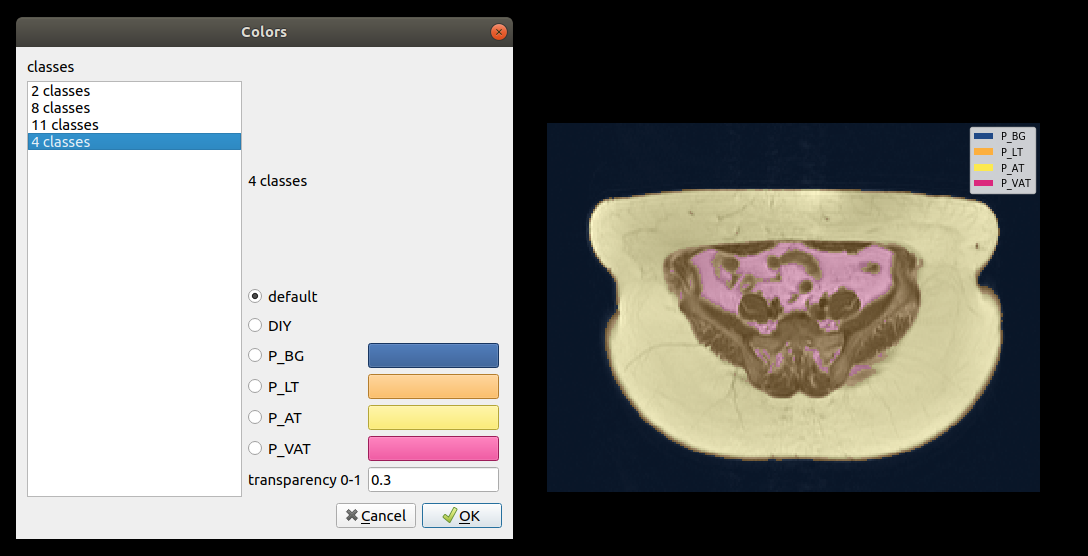 Colors
classes
2 classes
8 classes
11 classes
4 classes
4 classes
default
DIY
P_BG
P_LT
P_AT
P_VAT
transparency 0-1 0.3
Cancel OK
P_BG
P_LT
P_AT
P_VAT